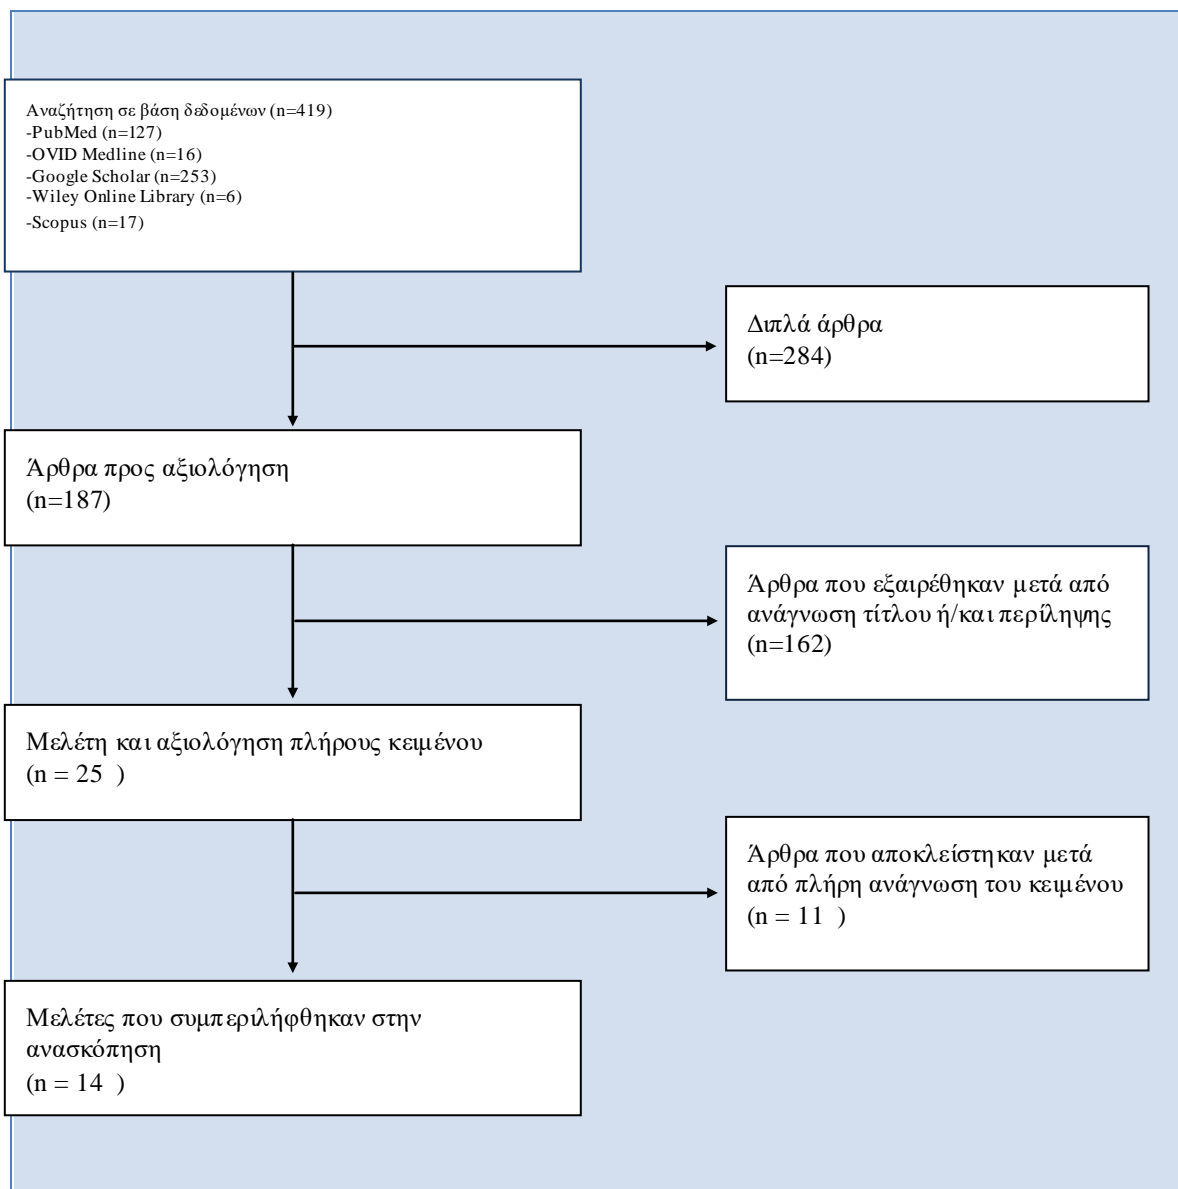 Αναζήτηση σε βάση δεδομένων (n=419)
-PubMed (n=127)
-OVID Medline (n=16)
-Google Scholar (n=253)
-Wiley Online Library (n=6)
-Scopus (n=17)
Διπλά άρθρα
(n=284)
Άρθρα προς αξιολόγηση
(n=187)
Άρθρα που εξαιρέθηκαν μετά από
ανάγνωση τίτλου ή/και περίληψης
(n=162)
Μελέτη και αξιολόγηση πλήρους κειμένου
(n = 25 )
Άρθρα που αποκλείστηκαν μετά
από πλήρη ανάγνωση του κειμένου
(n = 11 )
Μελέτες που συμπεριλήφθηκαν στην
ανασκόπηση
(n = 14 )